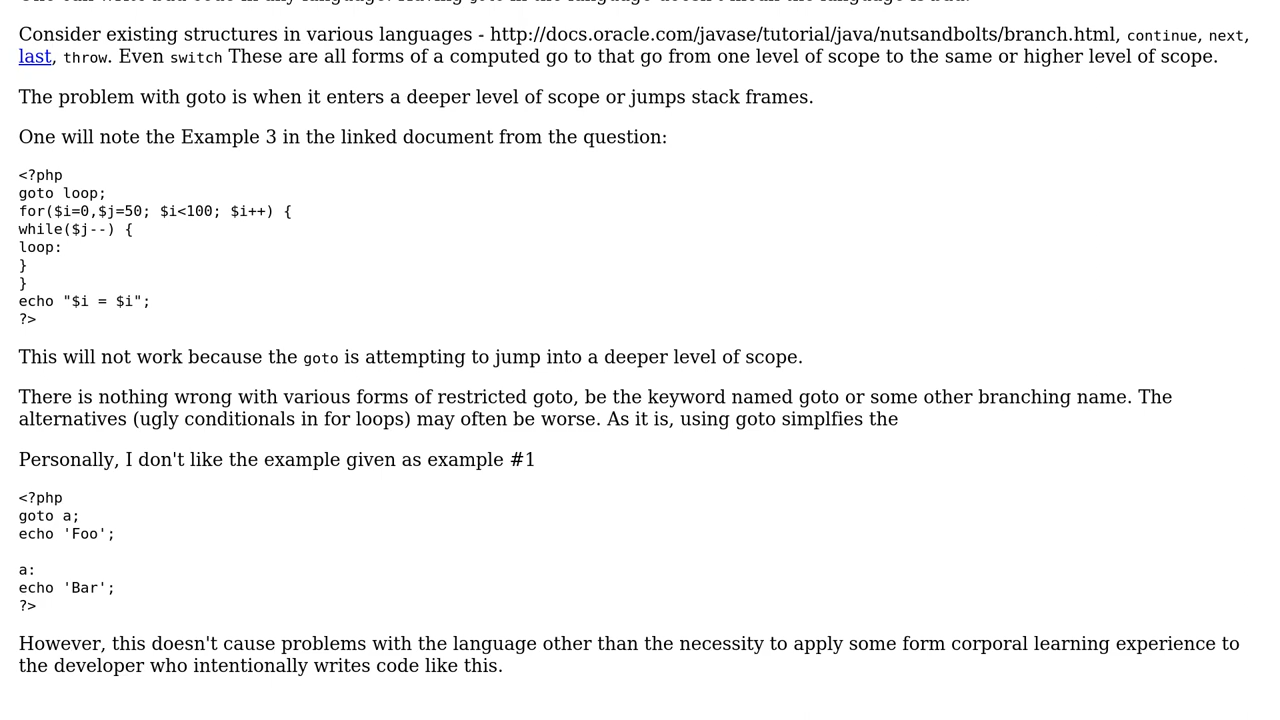 Consider existing structures in various languages - http://docs.oracle.com/javase/tutorial/java/nutsandbolts/branch.html, continue, next,
last, throw. Even switch These are all forms of a computed go to that go from one level of scope to the same or higher level of scope.
The problem with goto is when it enters a deeper level of scope or jumps stack frames.
One will note the Example 3 in the linked document from the question:
<?php
goto loop;
for($i=0,$j=50; $i<100; $i++) {
while($j--) {
loop:
}
}
echo "$i = $i";
?>
This will not work because the goto is attempting to jump into a deeper level of scope.
There is nothing wrong with various forms of restricted goto, be the keyword named goto or some other branching name. The
alternatives (ugly conditionals in for loops) may often be worse. As it is, using goto simplfies the
Personally, I don't like the example given as example #1
<?php
goto a;
echo 'Foo';
a:
echo 'Bar';
?>
However, this doesn't cause problems with the language other than the necessity to apply some form corporal learning experience to
the developer who intentionally writes code like this.